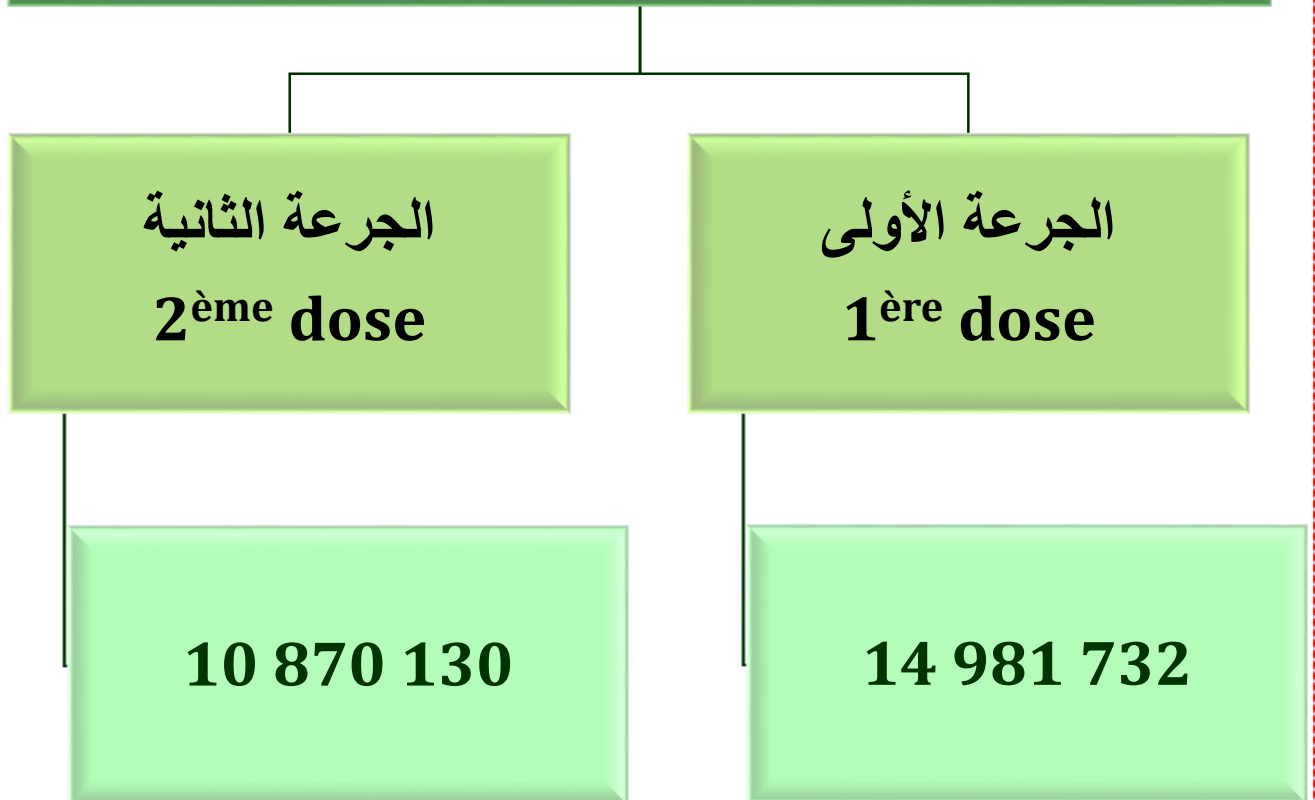 الجرعة الأولى
1ère dose
14 981 732
الجرعة الثانية
2ème dose
10 870 130